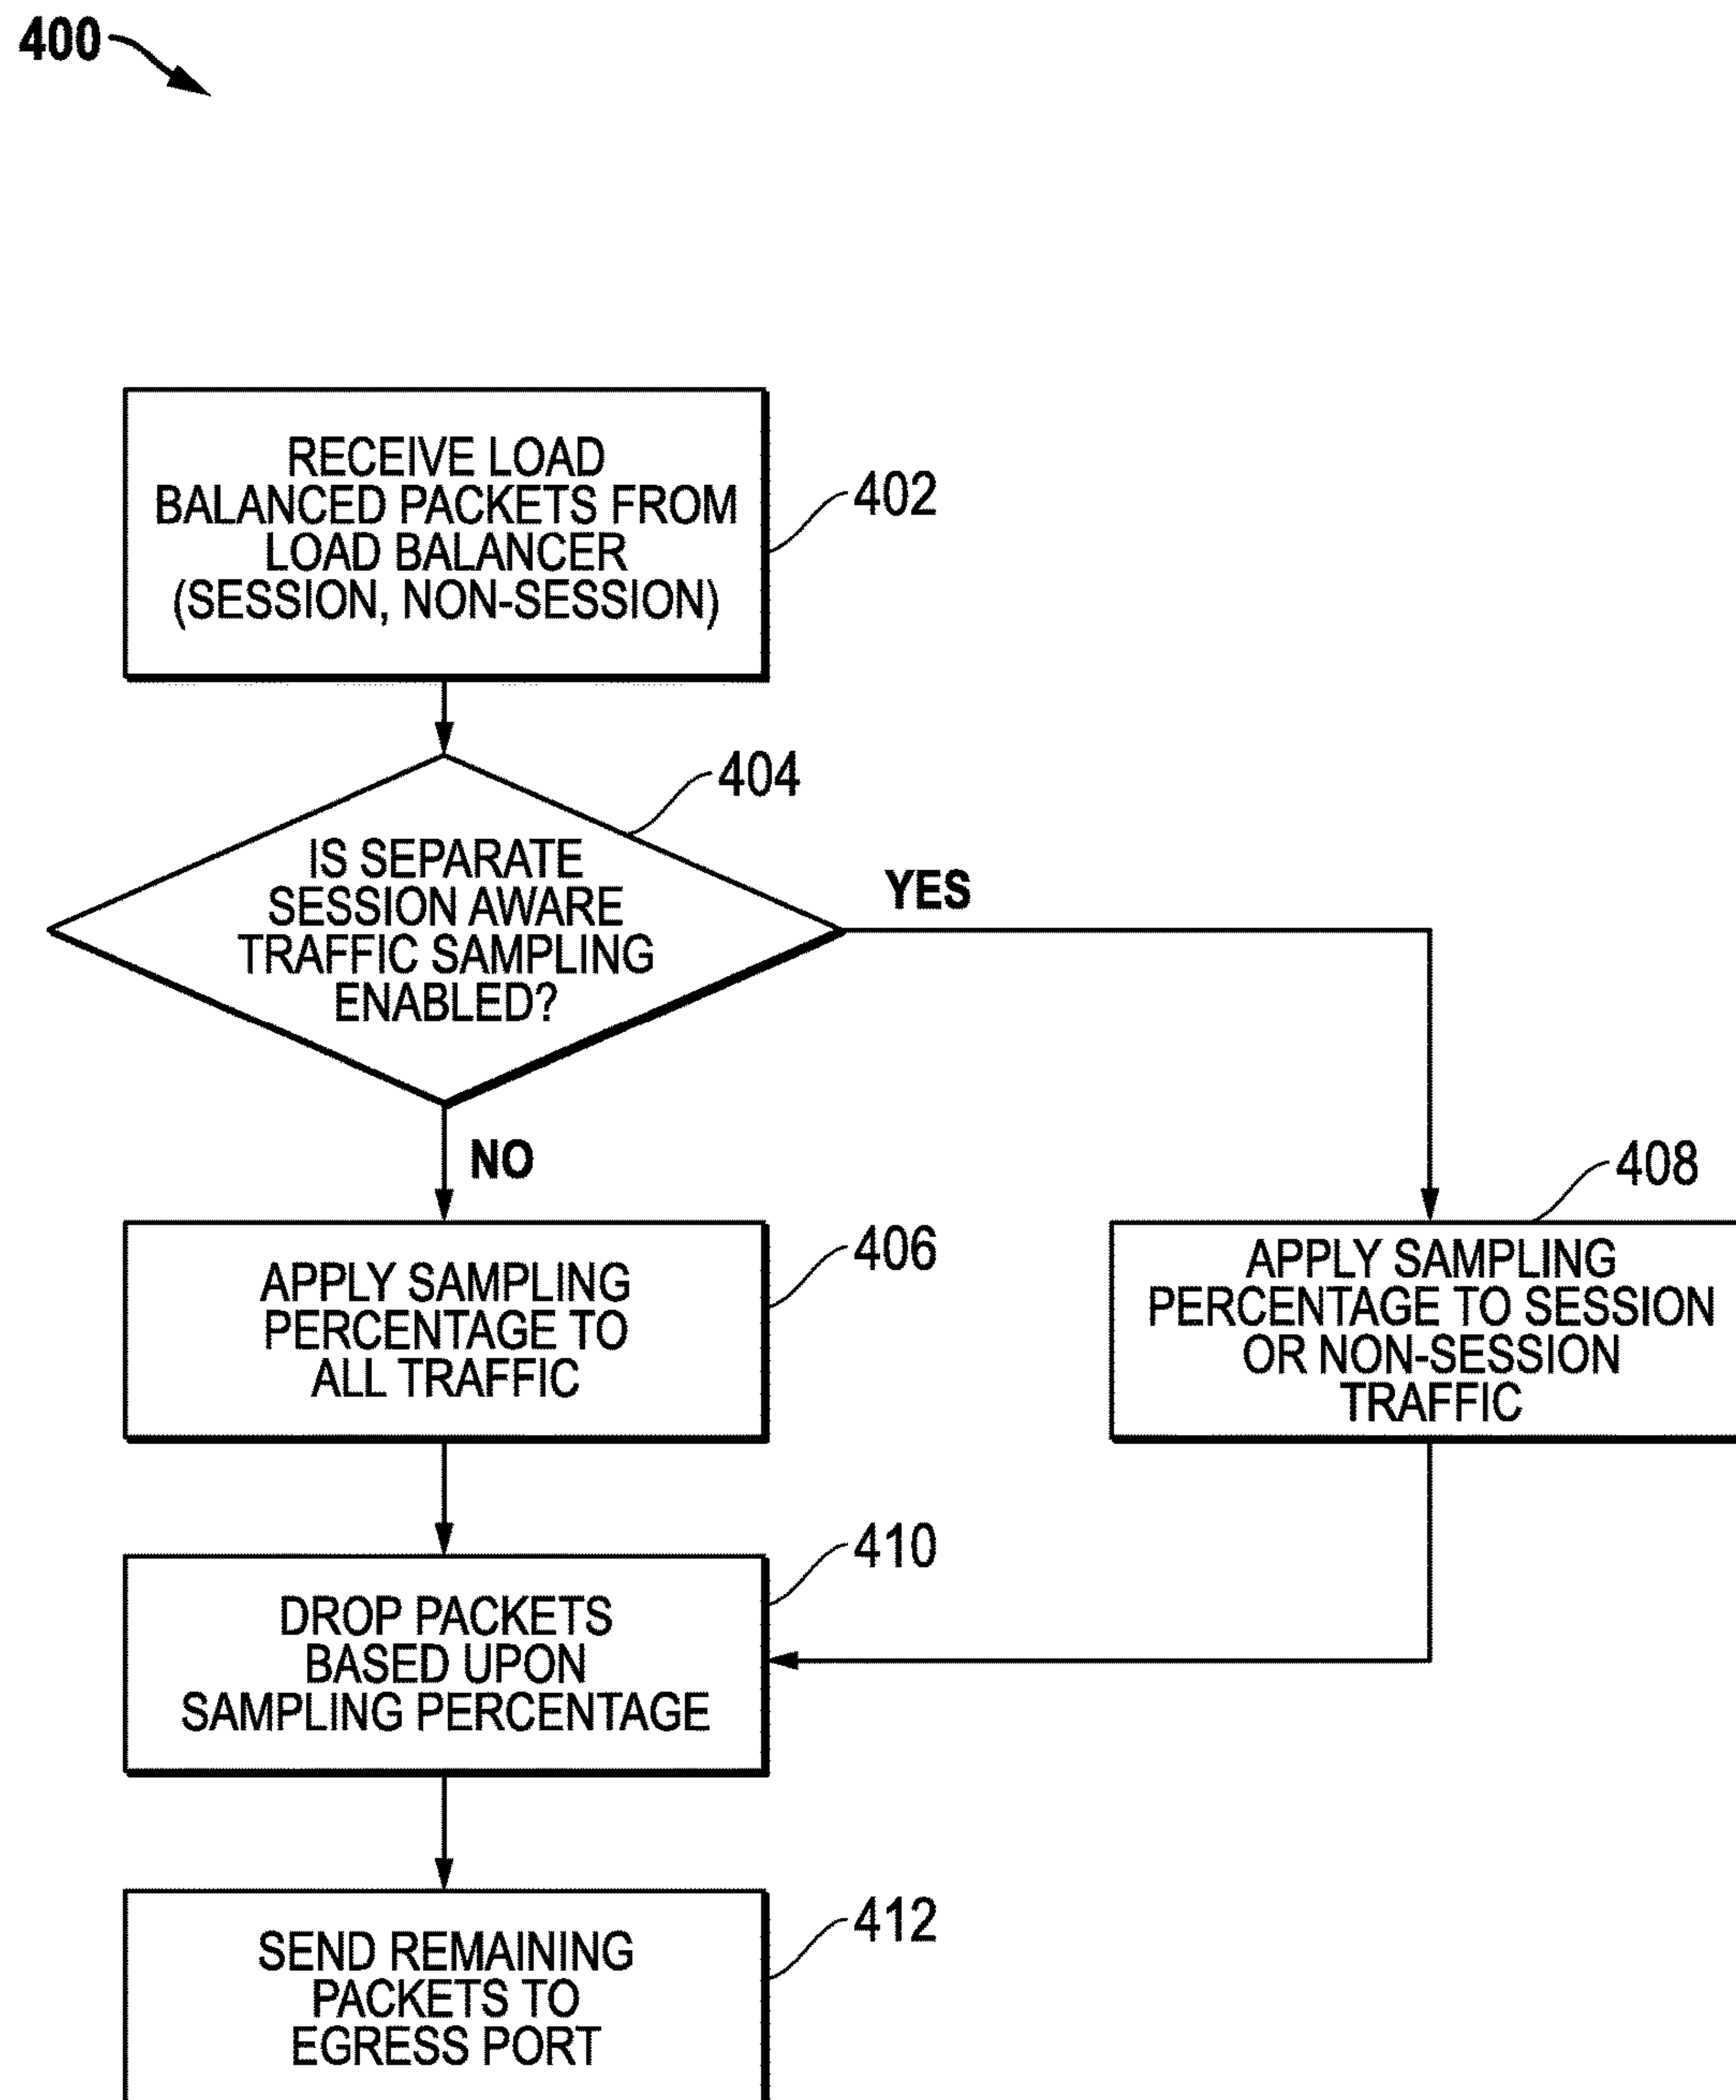 400
RECEIVE LOAD
BALANCED PACKETS FROM
LOAD BALANCER
(SESSION, NON-SESSION)
402
404
IS SEPARATE
SESSION AWARE
TRAFFIC SAMPLING
ENABLED?
YES
NO
406
APPLY SAMPLING
PERCENTAGE TO
ALL TRAFFIC
408
APPLY SAMPLING
PERCENTAGE TO SESSION
OR NON-SESSION
TRAFFIC
410
DROP PACKETS
BASED UPON
SAMPLING PERCENTAGE
412
SEND REMAINING
PACKETS TO
EGRESS PORT